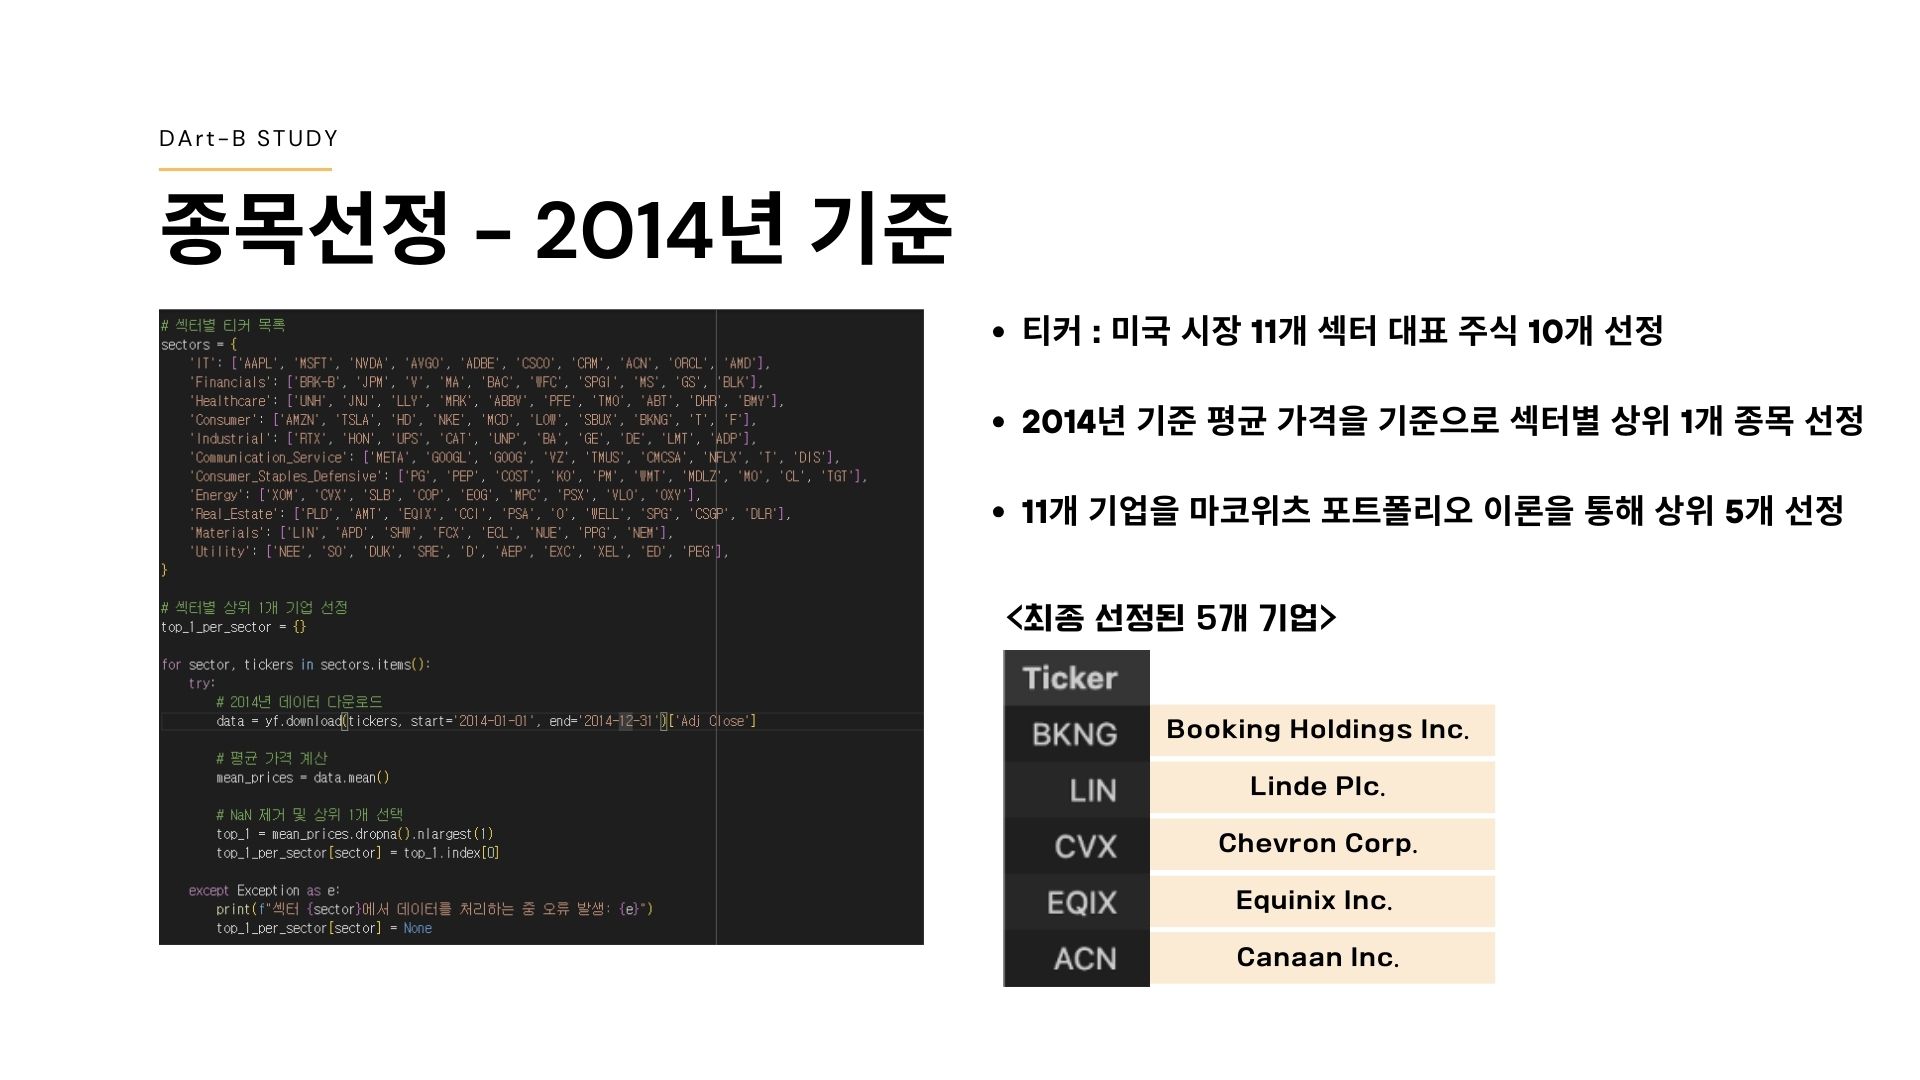 DArt-B STUDY
종목선정 - 2014년 기준
# 섹터별 티커 목록
sectors = {
    'IT': ['AAPL', 'MSFT', 'NVDA', 'AVGO', 'ADBE', 'CSCO', 'CRM', 'ACN', 'ORCL', 'AMD'],
    'Financials': ['BRK-B', 'JPM', 'V', 'MA', 'BAC', 'WFC', 'SPGI', 'MS', 'GS', 'BLK'],
    'Healthcare': ['UNH', 'JNJ', 'LLY', 'MRK', 'ABBV', 'PFE', 'TMO', 'ABT', 'DHR', 'BMY'],
    'Consumer': ['AMZN', 'TSLA', 'HD', 'NKE', 'MCD', 'LOW', 'SBUX', 'BKNG', 'T', 'F'],
    'Industrial': ['RTX', 'HON', 'UPS', 'CAT', 'UNP', 'BA', 'GE', 'DE', 'LMT', 'ADP'],
    'Communication_Service': ['META', 'GOOGL', 'GOOG', 'VZ', 'TMUS', 'CMCSA', 'NFLX', 'T', 'DIS'],
    'Consumer_Staples_Defensive': ['PG', 'PEP', 'COST', 'KO', 'PM', 'WMT', 'MDLZ', 'MO', 'CL', 'TGT'],
    'Energy': ['XOM', 'CVX', 'SLB', 'COP', 'EOG', 'MPC', 'PSX', 'VLO', 'OXY'],
    'Real_Estate': ['PLD', 'AMT', 'EQIX', 'CCI', 'PSA', 'O', 'WELL', 'SPG', 'CSGP', 'DLR'],
    'Materials': ['LIN', 'APD', 'SHW', 'FCX', 'ECL', 'NUE', 'PPG', 'NEM'],
    'Utility': ['NEE', 'SO', 'DUK', 'SRE', 'D', 'AEP', 'EXC', 'XEL', 'ED', 'PEG'],
}
# 섹터별 상위 1개 기업 선정
top_1_per_sector = {}
for sector, tickers in sectors.items():
    try:
        # 2014년 데이터 다운로드
        data = yf.download(tickers, start='2014-01-01', end='2014-12-31')['Adj Close']
        # 평균 가격 계산
        mean_prices = data.mean()
        # NaN 제거 및 상위 1개 선택
        top_1 = mean_prices.dropna().nlargest(1)
        top_1_per_sector[sector] = top_1.index[0]
    except Exception as e:
        print(f"섹터 {sector}에서 데이터를 처리하는 중 오류 발생: {e}")
        top_1_per_sector[sector] = None
• 티커 : 미국 시장 11개 섹터 대표 주식 10개 선정
• 2014년 기준 평균 가격을 기준으로 섹터별 상위 1개 종목 선정
• 11개 기업을 마코위츠 포트폴리오 이론을 통해 상위 5개 선정
<최종 선정된 5개 기업>
Ticker
BKNG Booking Holdings Inc.
LIN Linde Plc.
CVX Chevron Corp.
EQIX Equinix Inc.
ACN Canaan Inc.